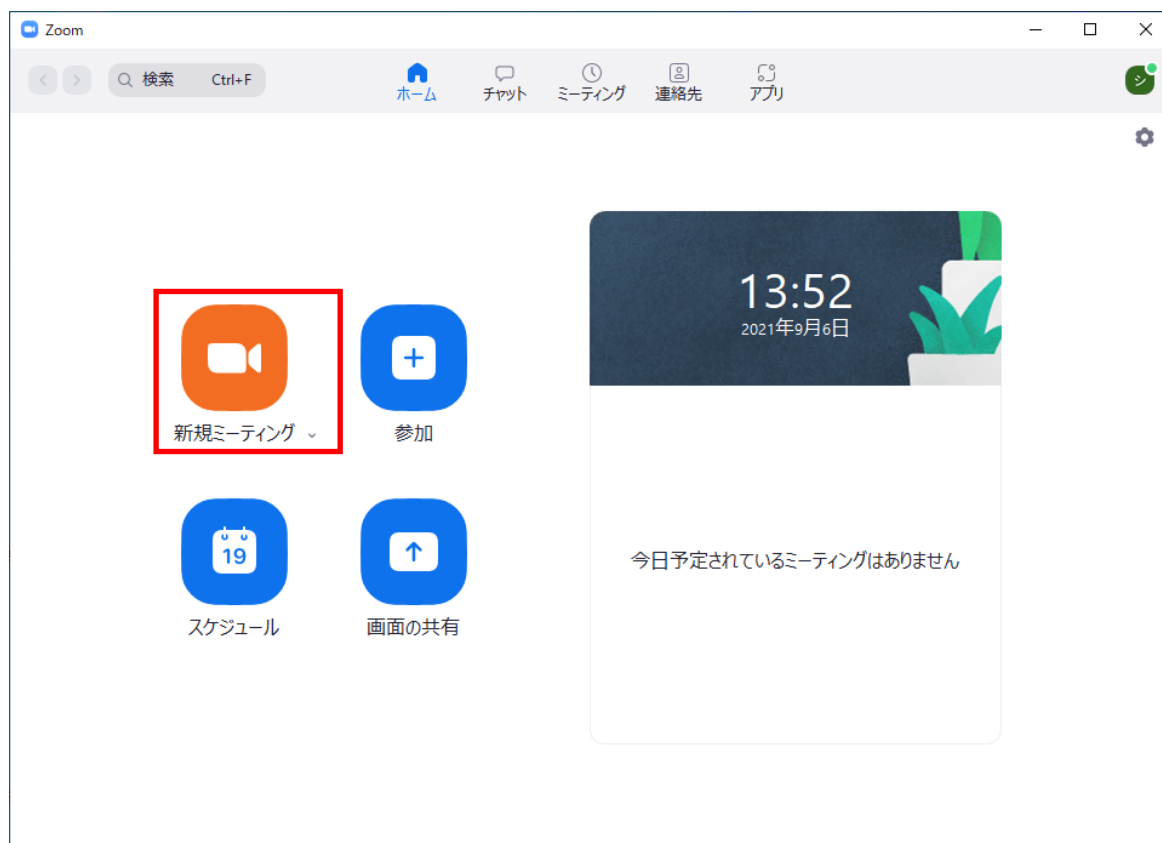 Zoom
検索 Ctrl+F
ホーム チャット ミーティング 連絡先 アプリ
シ
13:52
2021年9月6日
新規ミーティング
参加
19
スケジュール
画面の共有
今日予定されているミーティングはありません